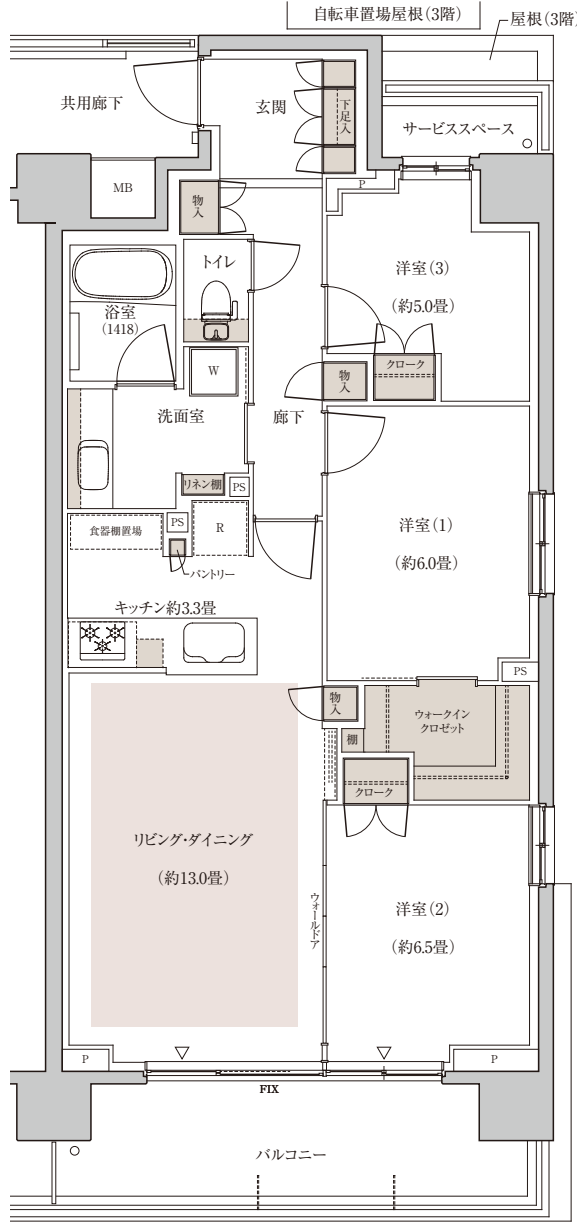 自転車置場屋根(3階)
屋根(3階)
共用廊下
玄関
下足入
サービススペース
MB
物入
P
トイレ
洋室(3)
(約5.0畳)
浴室
(1418)
クローク
W
物入
洗面室
廊下
リネン棚
PS
洋室(1)
(約6.0畳)
食器棚置場
PS
R
パントリー
キッチン約3.3畳
PS
物入
ウォークイン
クロゼット
棚
クローク
リビング・ダイニング
(約13.0畳)
ウォールドア
洋室(2)
(約6.5畳)
P
P
FIX
バルコニー